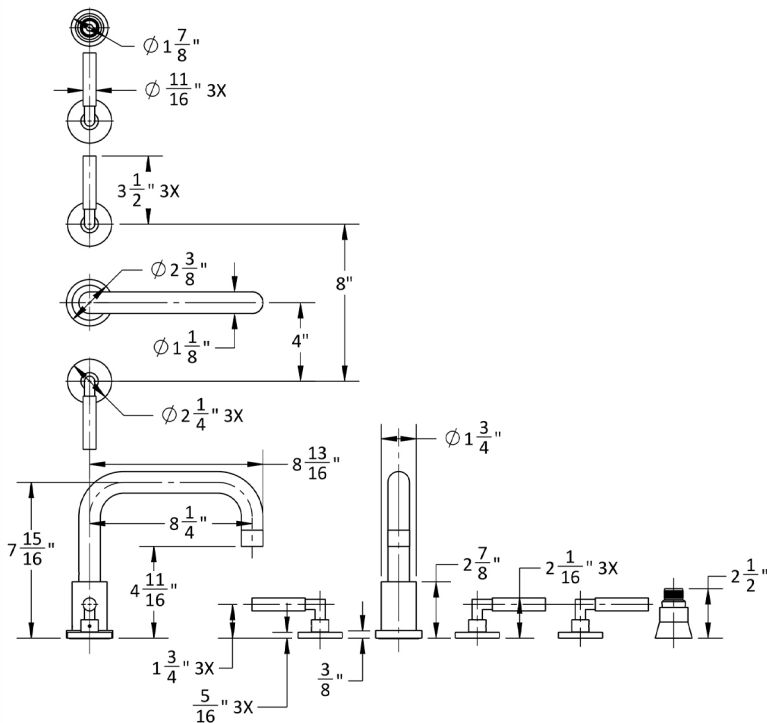 ∅ 1 7/8"
∅ 11/16" 3X
3 1/2" 3X
∅ 2 3/8"
8"
4"
∅ 1 1/8"
∅ 2 1/4" 3X
8 13/16"
∅ 1 3/4"
8 1/4"
7 15/16"
4 11/16"
2 7/8"
2 1/16" 3X
2 1/2"
1 3/4" 3X
3/8"
5/16" 3X